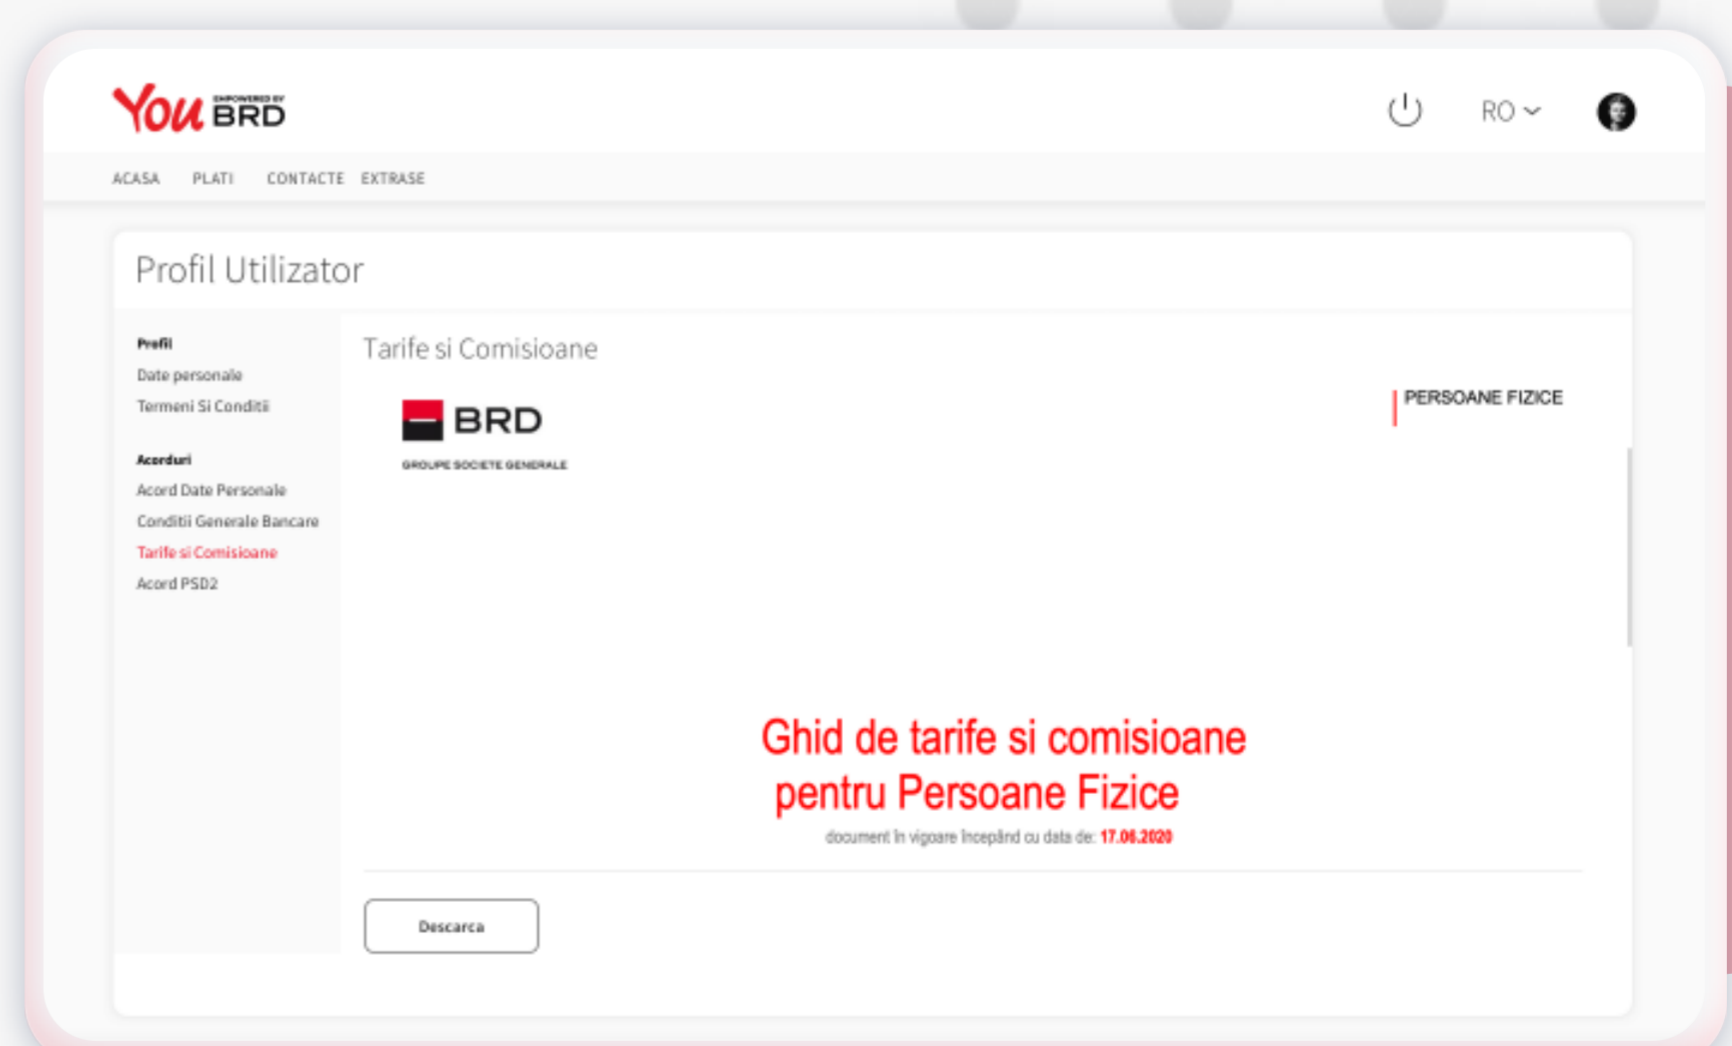 You EMPOWERED BY BRD
RO
ACASA PLATI CONTACTE EXTRASE
Profil Utilizator
Profil
Date personale
Termeni Si Conditii
Acorduri
Acord Date Personale
Conditii Generale Bancare
Tarife si Comisioane
Acord PSD2
Tarife si Comisioane
BRD
GROUPE SOCIETE GENERALE
PERSOANE FIZICE
Ghid de tarife si comisioane
pentru Persoane Fizice
document în vigoare începând cu data de: 17.06.2020
Descarca